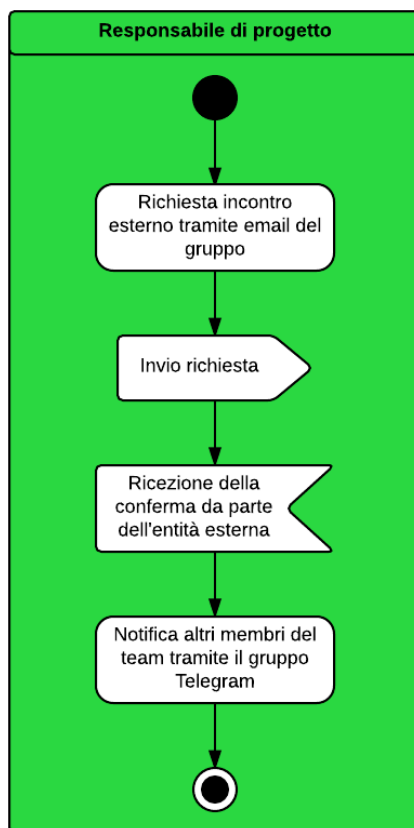 Responsabile di progetto
Richiesta incontro
esterno tramite email del
gruppo
Invio richiesta
Ricezione della
conferma da parte
dell'entità esterna
Notifica altri membri del
team tramite il gruppo
Telegram